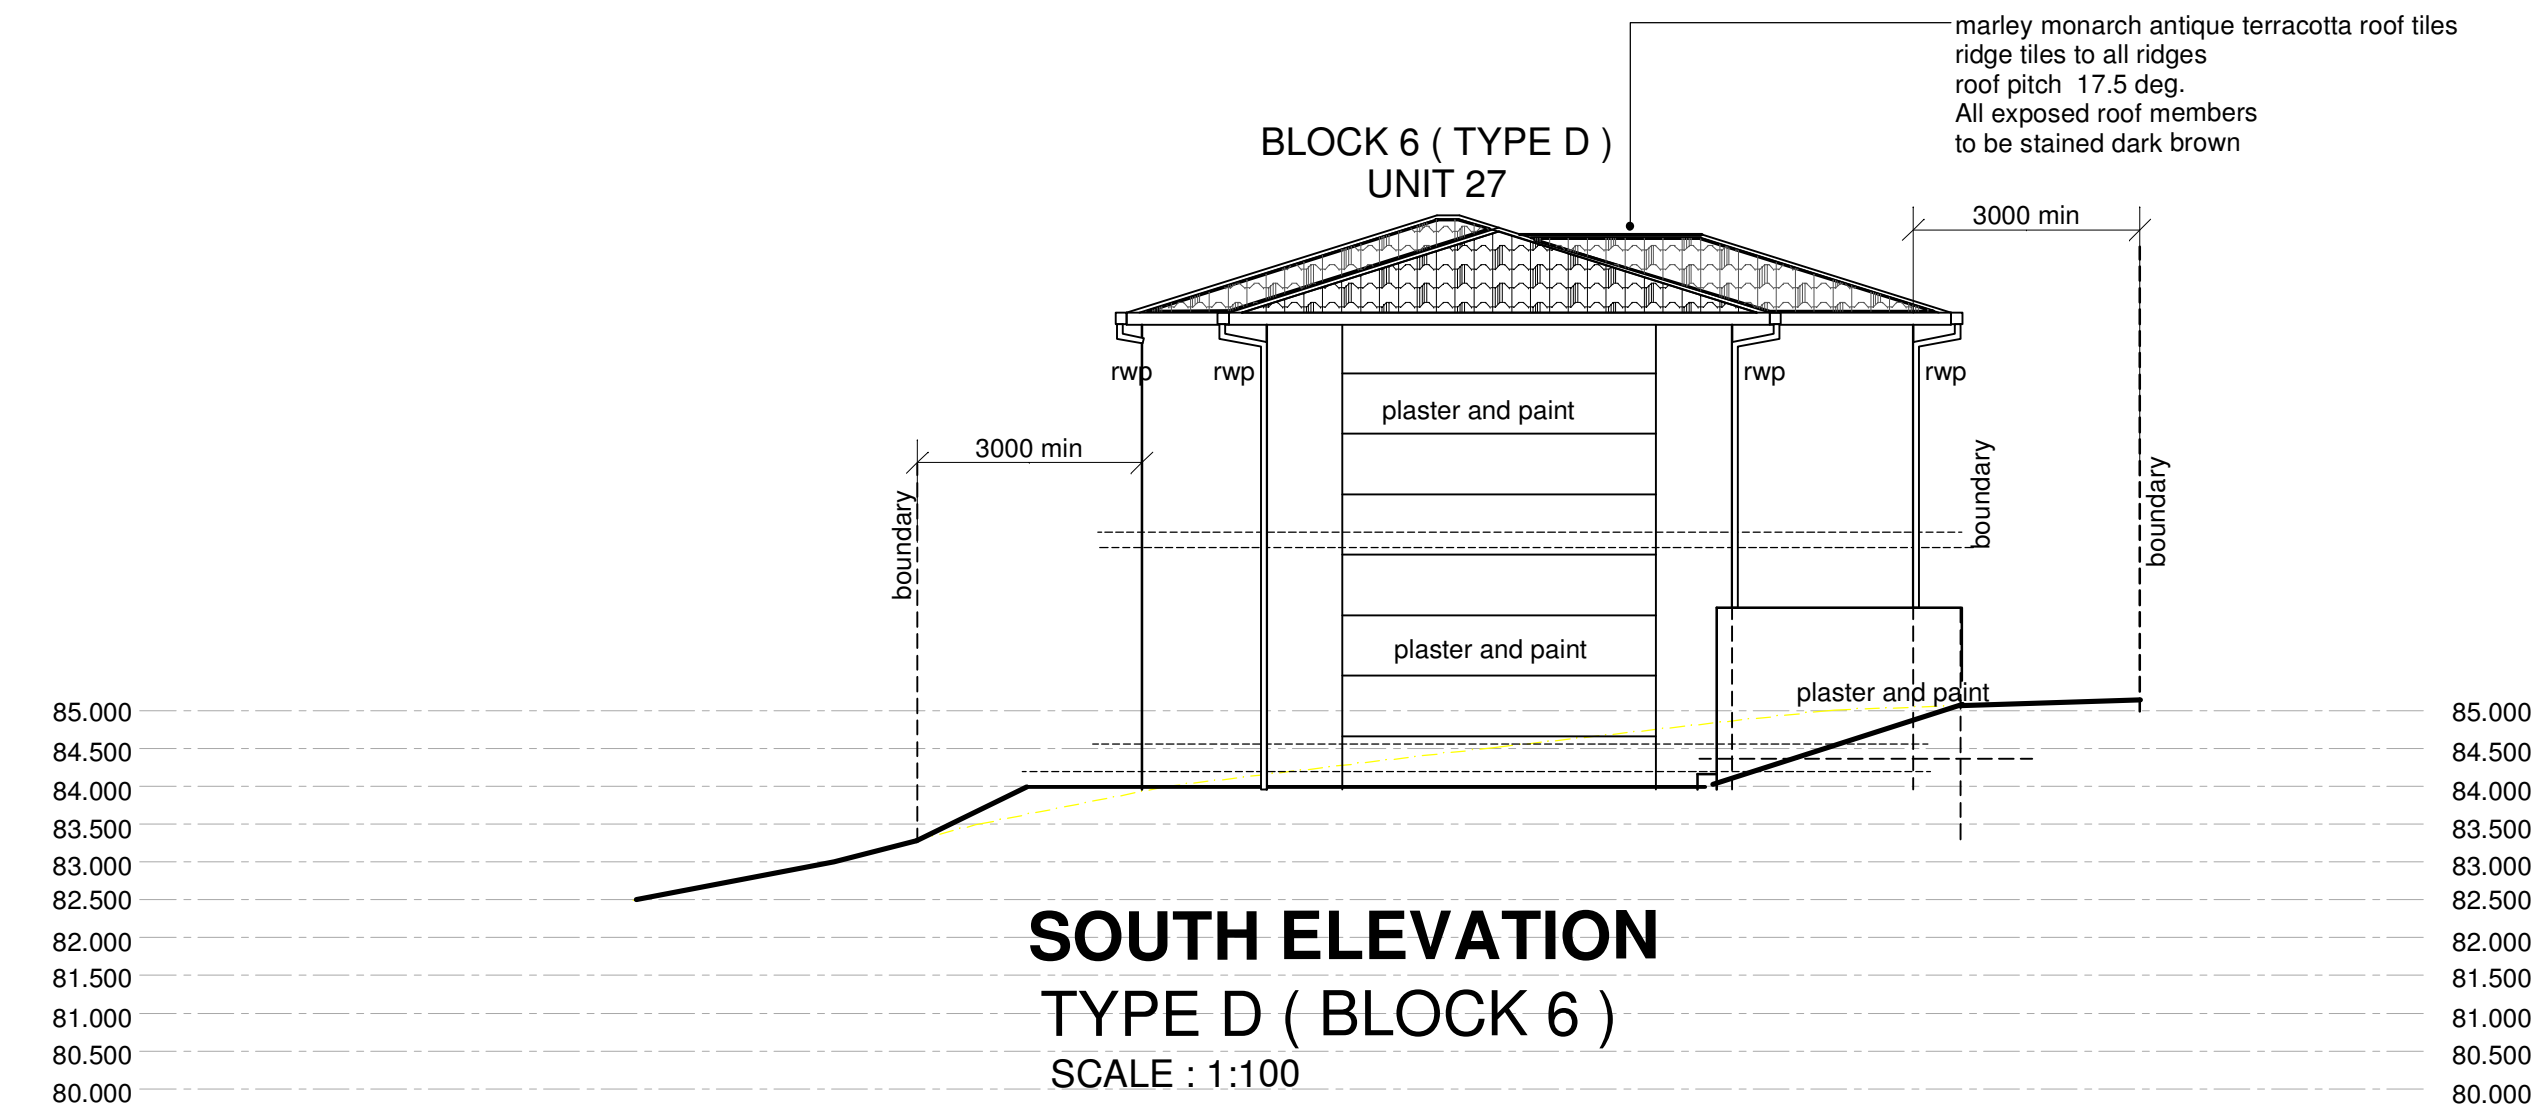 marley monarch antique terracotta roof tiles
ridge tiles to all ridges
roof pitch  17.5 deg.
All exposed roof members
to be stained dark brown
BLOCK 6 ( TYPE D )
UNIT 27
3000 min
rwp
rwp
rwp
rwp
plaster and paint
3000 min
boundary
boundary
boundary
plaster and paint
plaster and paint
85.000
85.000
84.500
84.500
84.000
84.000
83.500
83.500
83.000
83.000
82.500
82.500
SOUTH ELEVATION
82.000
82.000
81.500
81.500
TYPE D ( BLOCK 6 )
81.000
81.000
80.500
80.500
SCALE : 1:100
80.000
80.000